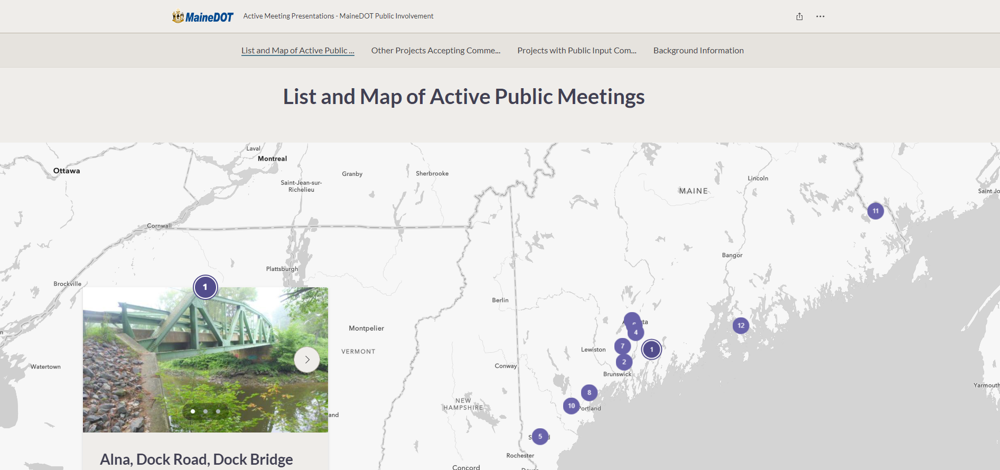 MaineDOT
Active Meeting Presentations - MaineDOT Public Involvement
List and Map of Active Public ...
Other Projects Accepting Comme...
Projects with Public Input Com...
Background Information
List and Map of Active Public Meetings
Laval
Montreal
Ottawa
Granby
Sherbrooke
Saint-Jean-sur-
Richelieu
Lincoln
MAINE
Saint Jo
11
Cornwall
Bangor
Plattsburgh
Brockville
1
Berlin
12
Montpelier
4
VERMONT
7
1
Lewiston
Watertown
Conway
2
Brunswick
Yarmouth
8
NEW
HAMPSHIRE
10
Portland
and
5
Alna, Dock Road, Dock Bridge
Rochester
Concord